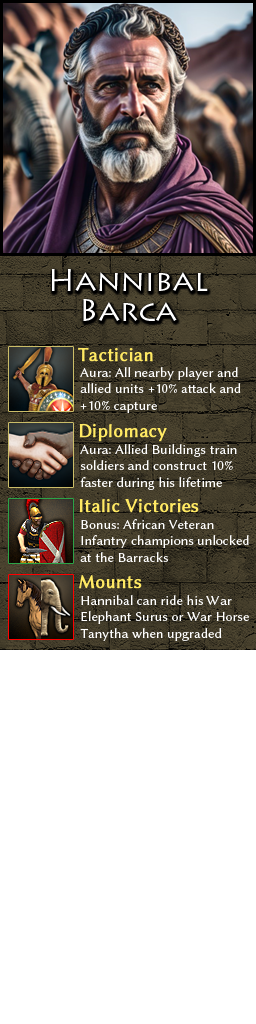 Hannibal
Barca
Tactician
Aura: All nearby player and
allied units +10% attack and
+10% capture
Diplomacy
Aura: Allied Buildings train
soldiers and construct 10%
faster during his lifetime
Italic Victories
Bonus: African Veteran
Infantry champions unlocked
at the Barracks
Mounts
Hannibal can ride his War
Elephant Surus or War Horse
Tanytha when upgraded